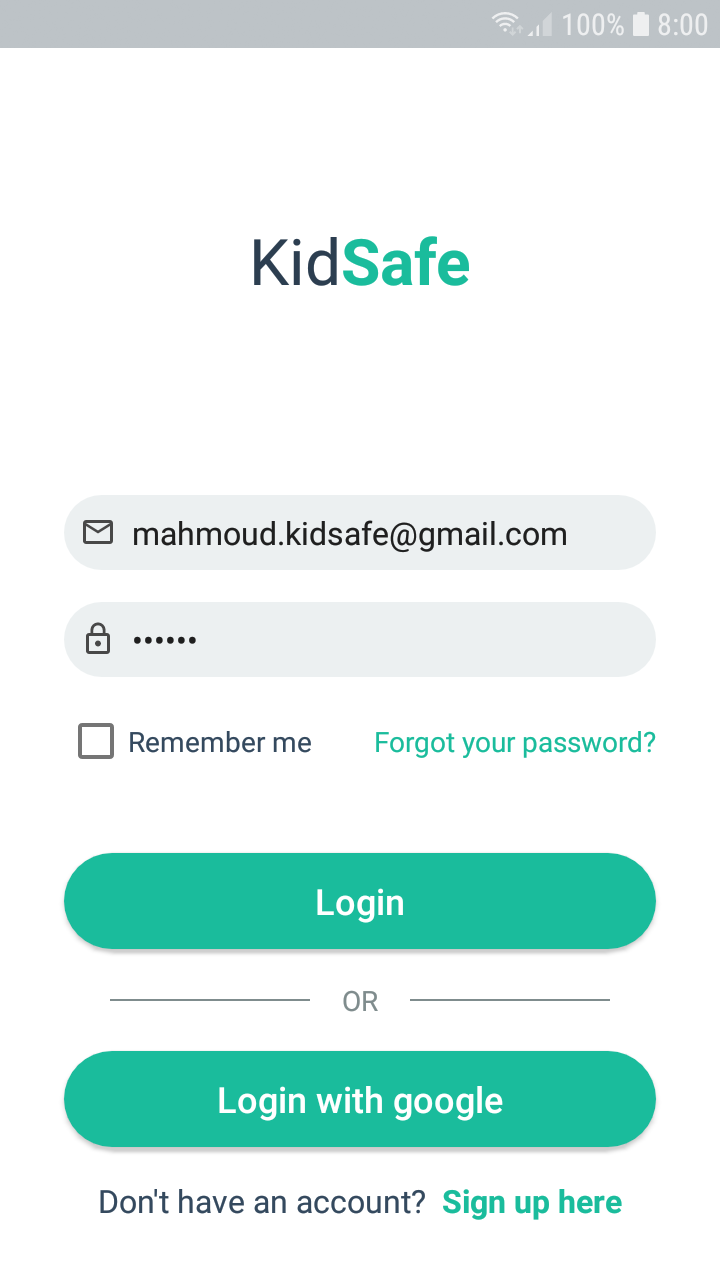 100% 8:00
KidSafe
mahmoud.kidsafe@gmail.com
••••••
Remember me Forgot your password?
Login
OR
Login with google
Don't have an account? Sign up here